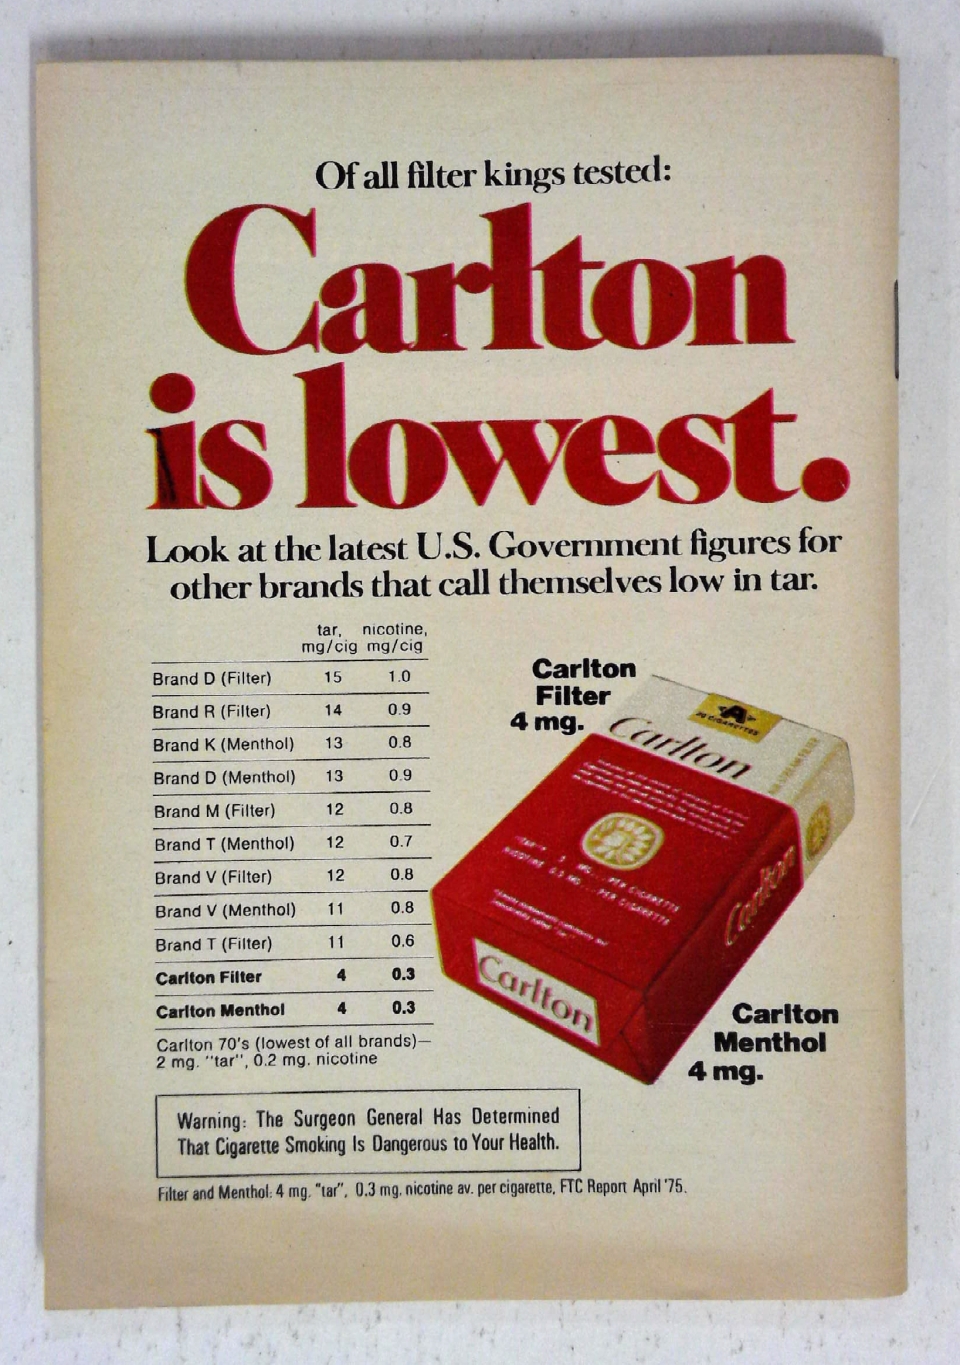 Of all filter kings tested:
Carlton
is lowest.
Look at the latest U.S. Government figures for
other brands that call themselves low in tar.
tar, nicotine,
mg/cig mg/cig
Brand D (Filter) 15 1.0
Brand R (Filter) 14 0.9
Brand K (Menthol) 13 0.8
Brand D (Menthol) 13 0.9
Brand M (Filter) 12 0.8
Brand T (Menthol) 12 0.7
Brand V (Filter) 12 0.8
Brand V (Menthol) 11 0.8
Brand T (Filter) 11 0.6
Carlton Filter 4 0.3
Carlton Menthol 4 0.3
Carlton 70's (lowest of all brands)—
2 mg. "tar", 0.2 mg. nicotine
Carlton
Filter
4 mg.
A
20 CIGARETTES
Carlton
PER CIGARETTE
NICOTINE PER CIGARETTE
Carlton
Carlton
Carlton
Menthol
4 mg.
Warning: The Surgeon General Has Determined
That Cigarette Smoking Is Dangerous to Your Health.
Filter and Menthol: 4 mg. "tar", 0.3 mg. nicotine av. per cigarette, FTC Report April '75.